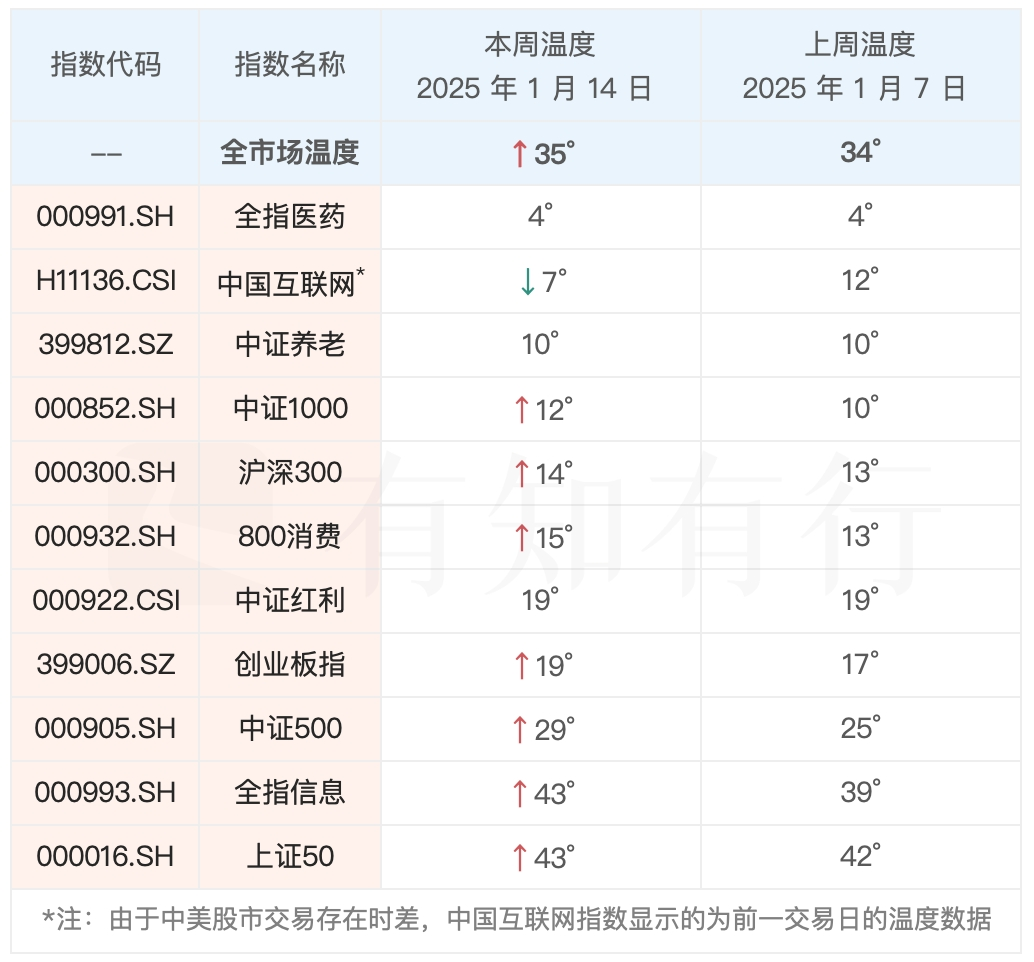 指数代码 指数名称 本周温度 上周温度
2025 年 1 月 14 日 2025 年 1 月 7 日
-- 全市场温度 ↑35° 34°
000991.SH 全指医药 4° 4°
H11136.CSI 中国互联网* ↓7° 12°
399812.SZ 中证养老 10° 10°
000852.SH 中证1000 ↑12° 10°
000300.SH 沪深300 ↑14° 13°
000932.SH 800消费 ↑15° 13°
000922.CSI 中证红利 19° 19°
399006.SZ 创业板指 ↑19° 17°
000905.SH 中证500 ↑29° 25°
000993.SH 全指信息 ↑43° 39°
000016.SH 上证50 ↑43° 42°
*注：由于中美股市交易存在时差，中国互联网指数显示的为前一交易日的温度数据
有知有行